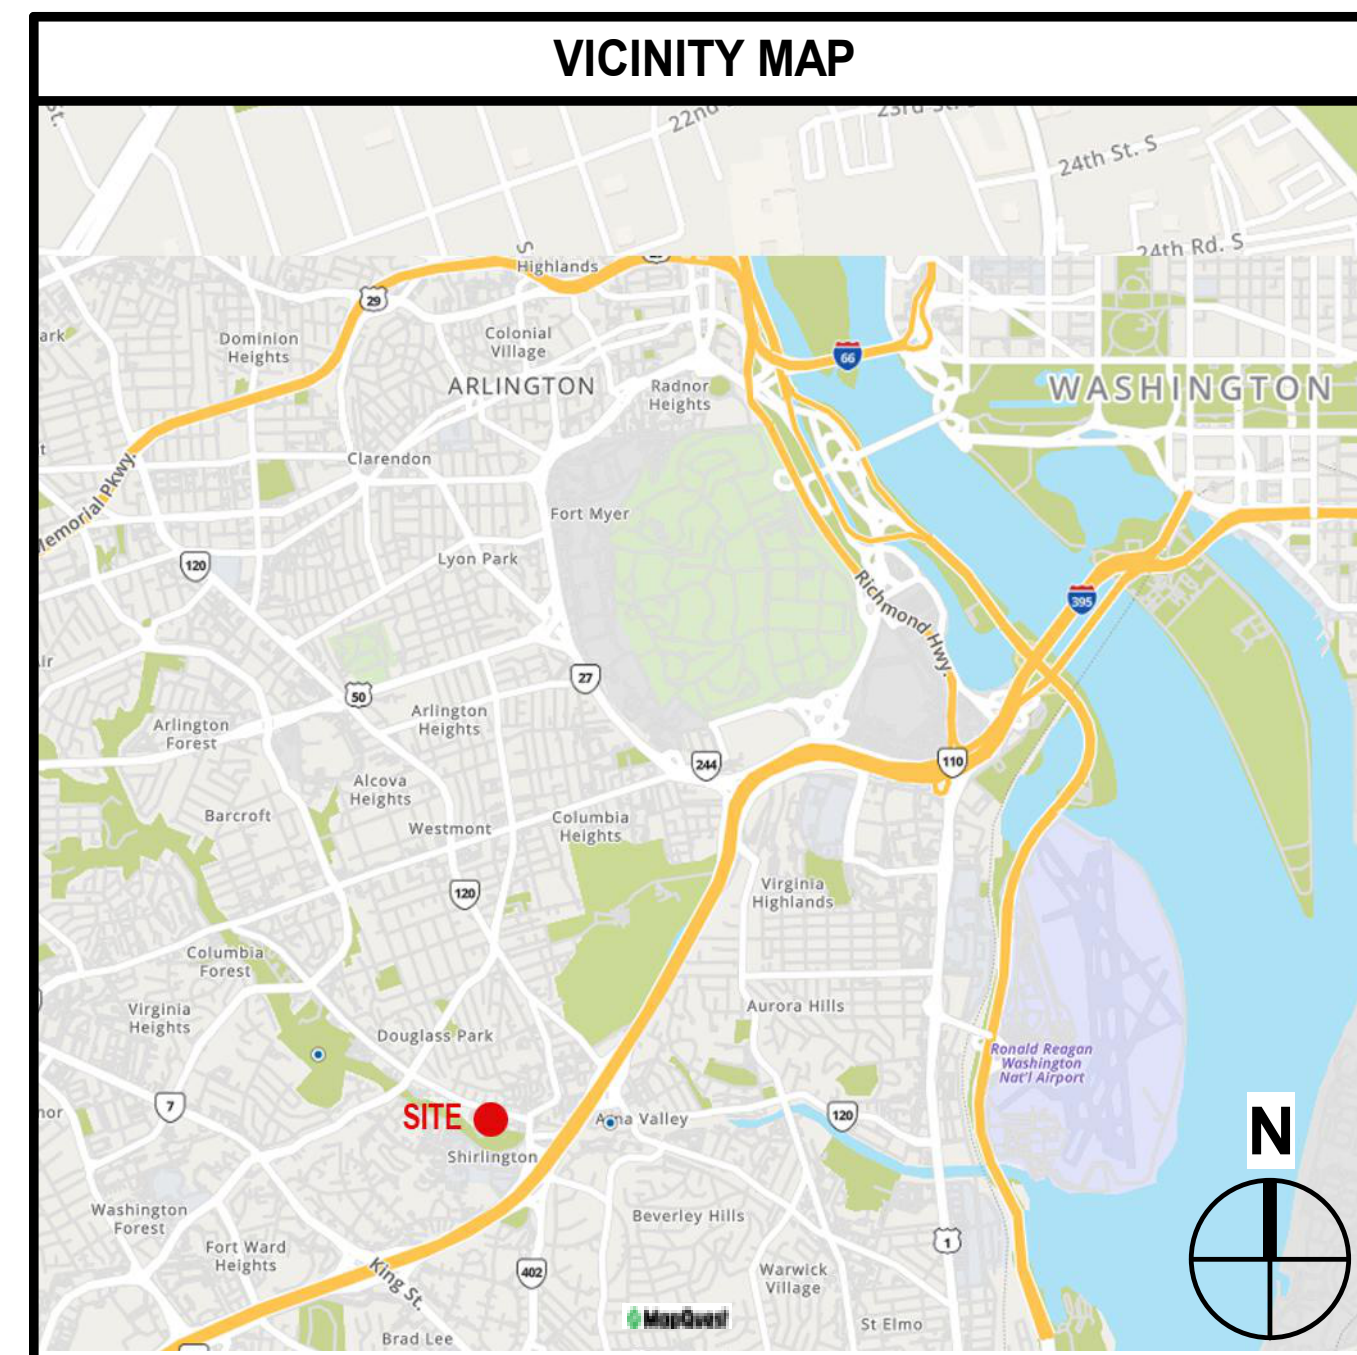 VICINITY MAP
St.
22nd
23rd St. S
24th St. S
24th Rd. S
S
Highlands
29
Dominion
Heights
Colonial
Village
66
ARLINGTON
Radnor
Heights
WASHINGTON
Clarendon
Memorial Pkwy.
Fort Myer
120
Lyon Park
Richmond Hwy.
395
27
50
Arlington
Heights
Arlington
Forest
244
110
Alcova
Heights
Barcroft
Westmont
Columbia
Heights
120
Virginia
Highlands
Columbia
Forest
Virginia
Heights
Aurora Hills
Douglass Park
Ronald Reagan
Washington
Nat'l Airport
7
SITE
Arna Valley
120
N
Shirlington
Washington
Forest
Beverley Hills
Fort Ward
Heights
1
King St.
402
Warwick
Village
MapQuest
St Elmo
Brad Lee